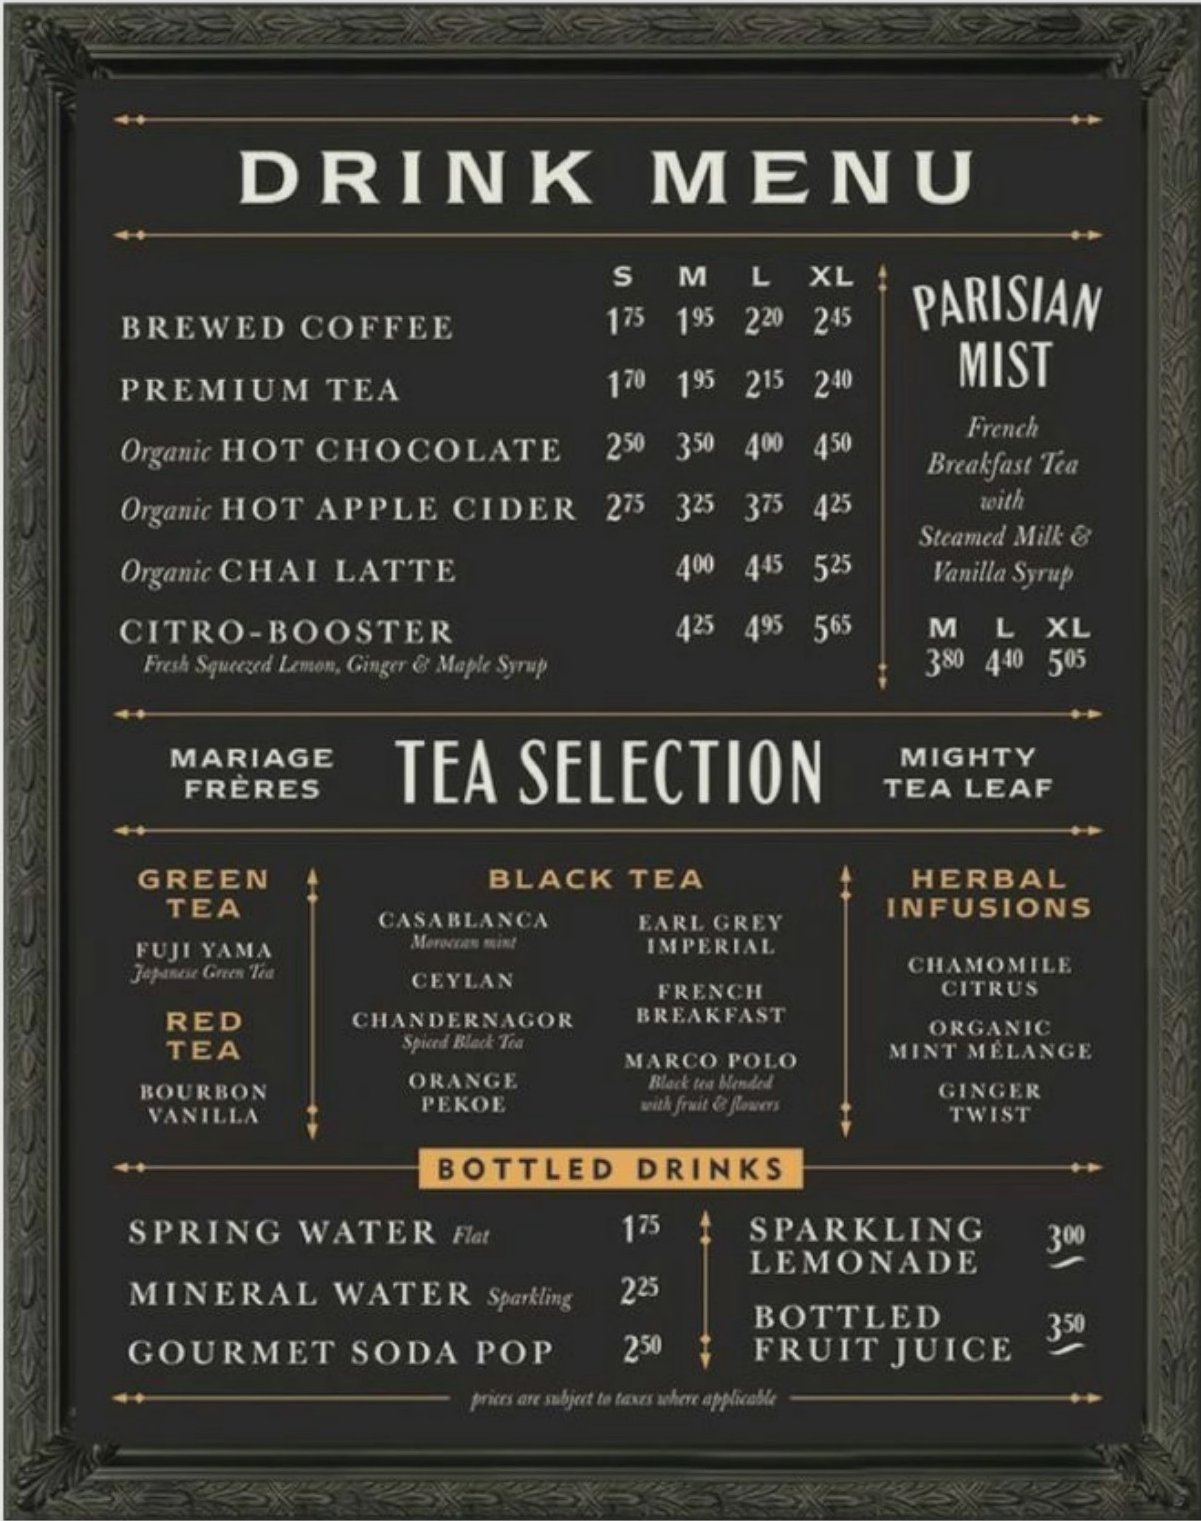 DRINK MENU
S M L XL
BREWED COFFEE 1 75 1 95 2 20 2 45
PREMIUM TEA 1 70 1 95 2 15 2 40
Organic HOT CHOCOLATE 2 50 3 50 4 00 4 50
Organic HOT APPLE CIDER 2 75 3 25 3 75 4 25
Organic CHAI LATTE 4 00 4 45 5 25
CITRO-BOOSTER 4 25 4 95 5 65
Fresh Squeezed Lemon, Ginger & Maple Syrup
PARISIAN
MIST
French
Breakfast Tea
with
Steamed Milk &
Vanilla Syrup
M L XL
3 80 4 40 5 05
MARIAGE
FRÈRES
TEA SELECTION
MIGHTY
TEA LEAF
GREEN
TEA
FUJI YAMA
Japanese Green Tea
RED
TEA
BOURBON
VANILLA
BLACK TEA
CASABLANCA
Moroccan mint
CEYLAN
CHANDERNAGOR
Spiced Black Tea
ORANGE
PEKOE
EARL GREY
IMPERIAL
FRENCH
BREAKFAST
MARCO POLO
Black tea blended
with fruit & flowers
HERBAL
INFUSIONS
CHAMOMILE
CITRUS
ORGANIC
MINT MÉLANGE
GINGER
TWIST
BOTTLED DRINKS
SPRING WATER Flat 1 75
MINERAL WATER Sparkling 2 25
GOURMET SODA POP 2 50
SPARKLING
LEMONADE 3 00
BOTTLED
FRUIT JUICE 3 50
prices are subject to taxes where applicable